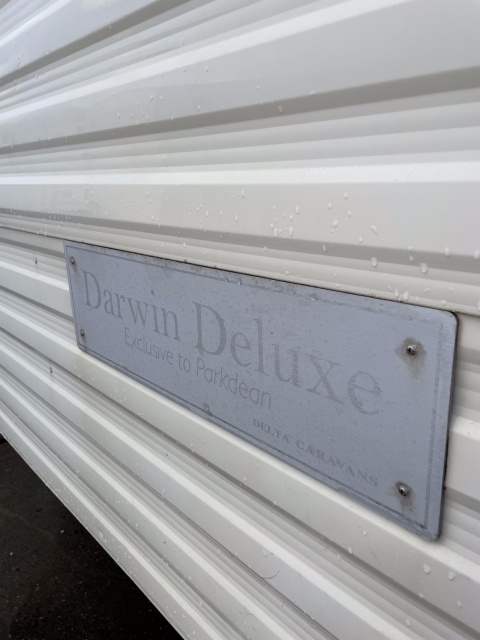 Darwin Deluxe
Exclusive to Parkdean
DELTA CARAVANS